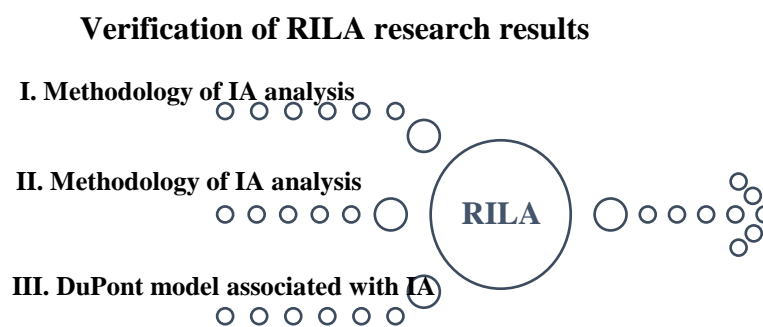 Verification of RILA research results
I. Methodology of IA analysis
II. Methodology of IA analysis
RILA
III. DuPont model associated with IA